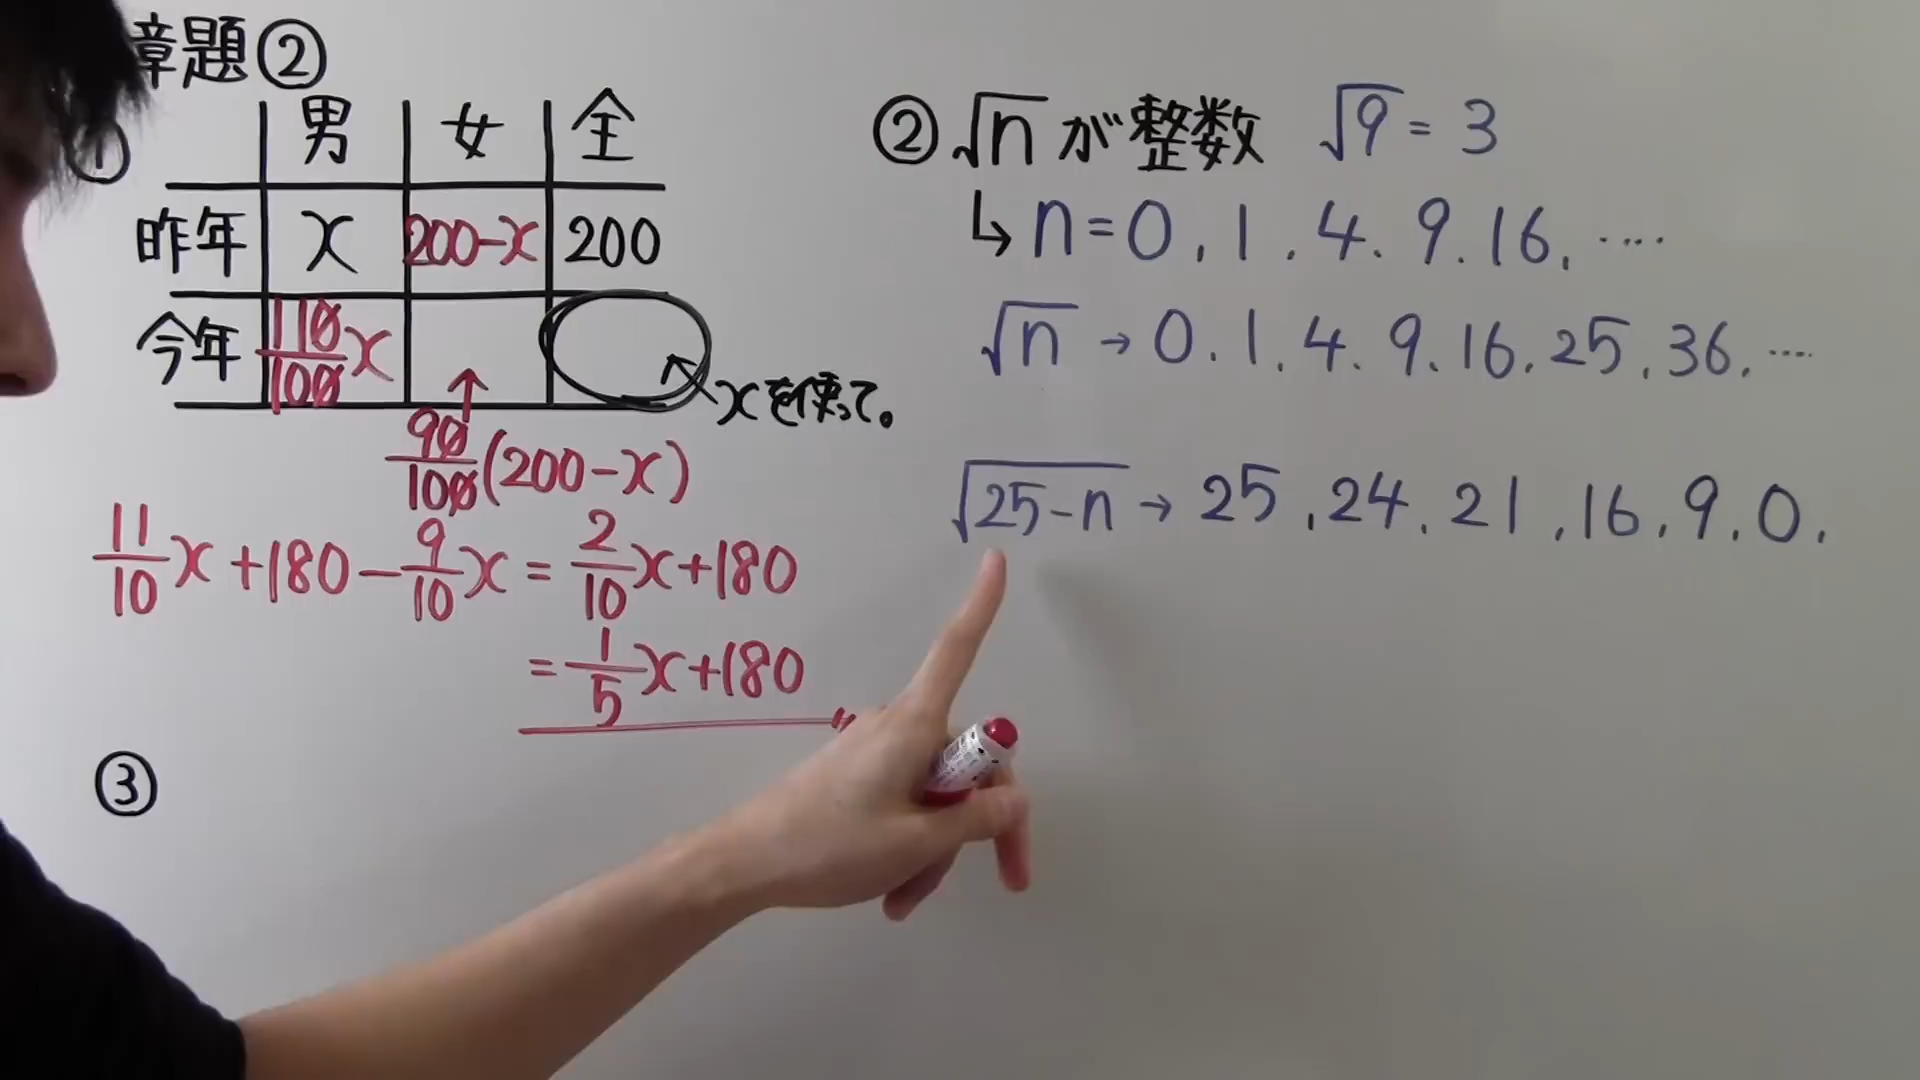 章題②
① 男 女 全
昨年 x 200-x 200
今年 110/100 x
xを使って。
90/100 (200-x)
11/10 x+180-9/10 x = 2/10 x+180
= 1/5 x+180
③
② √n が整数 √9 = 3
↳ n=0,1,4,9,16,‥‥
√n → 0,1,4,9,16,25,36,‥‥
√25-n → 25,24,21,16,9,0,